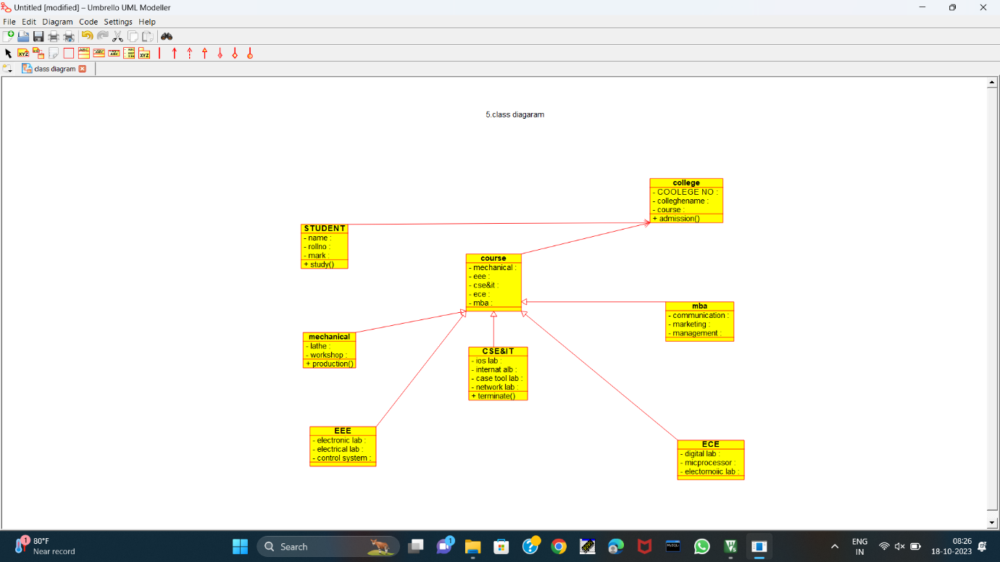 Untitled [modified] – Umbrello UML Modeller
File Edit Diagram Code Settings Help
class diagram
5.class diagaram
college
- COOLEGE NO :
- colleghename :
- course :
+ admission()
STUDENT
- name :
- rollno :
- mark :
+ study()
course
- mechanical :
- eee :
- cse&it :
- ece :
- mba :
mba
- communication :
- marketing :
- management :
mechanical
- lathe :
- workshop :
+ production()
CSE&IT
- ios lab :
- internat alb :
- case tool lab :
- network lab :
+ terminate()
EEE
- electronic lab :
- electrical lab :
- control system :
ECE
- digital lab :
- micprocessor :
- electornoiic lab :
1
80°F
Near record
Search
1
ENG
IN
08:26
18-10-2023